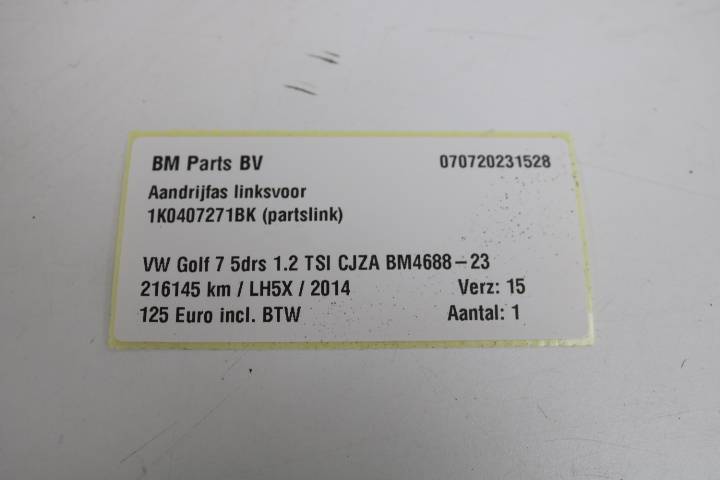 BM Parts BV 070720231528
Aandrijfas linksvoor
1K0407271BK (partslink)
VW Golf 7 5drs 1.2 TSI CJZA BM4688-23
216145 km / LH5X / 2014 Verz: 15
125 Euro incl. BTW Aantal: 1